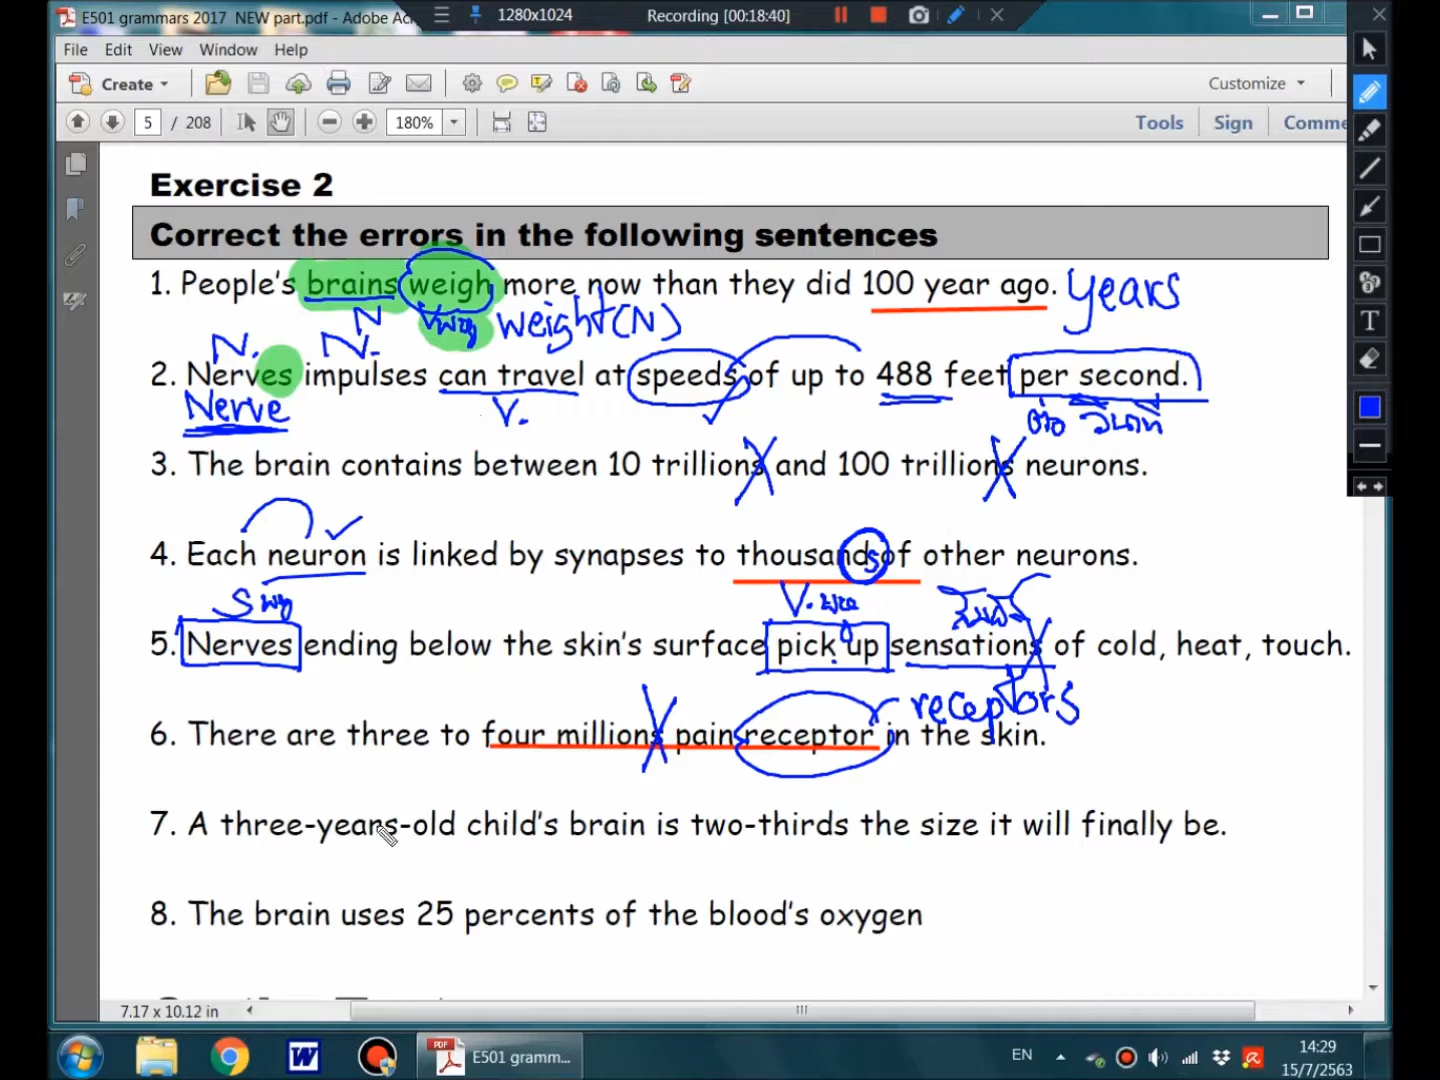 E501 grammars 2017 NEW part.pdf - Adobe Ac
1280x1024
Recording [00:18:40]
File Edit View Window Help
Create
Customize
5 / 208
180%
Tools Sign Comme
Exercise 2
Correct the errors in the following sentences
1. People's brains weigh more now than they did 100 year ago. years
N weight(N)
N. N.
2. Nerves impulses can travel at speeds of up to 488 feet per second.
Nerve V. ต่อ วินาที
3. The brain contains between 10 trillions and 100 trillions neurons.
4. Each neuron is linked by synapses to thousands of other neurons.
5. Nerves ending below the skin's surface pick up sensations of cold, heat, touch.
receptors
6. There are three to four millions pain receptor in the skin.
7. A three-years-old child's brain is two-thirds the size it will finally be.
8. The brain uses 25 percents of the blood's oxygen
7.17 x 10.12 in
E501 gramm...
EN
14:29
15/7/2563